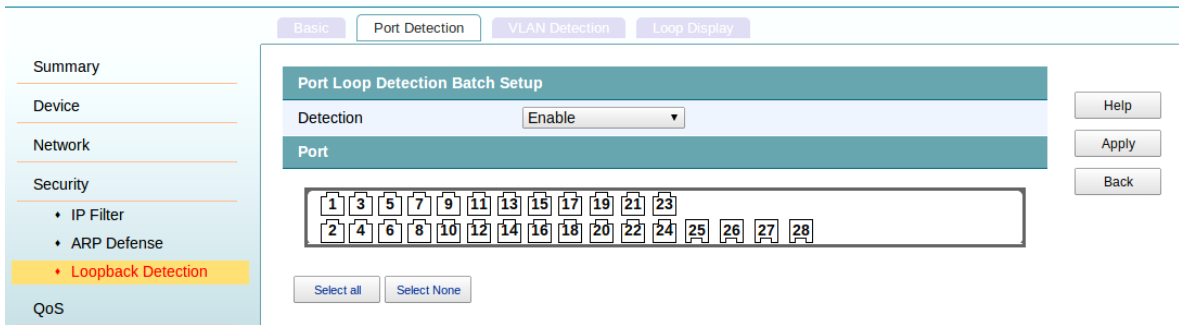 Basic Port Detection VLAN Detection Loop Display
Summary
Device
Network
Security
IP Filter
ARP Defense
Loopback Detection
QoS
Port Loop Detection Batch Setup
Detection Enable
Port
1 3 5 7 9 11 13 15 17 19 21 23
2 4 6 8 10 12 14 16 18 20 22 24 25 26 27 28
Select all Select None
Help
Apply
Back